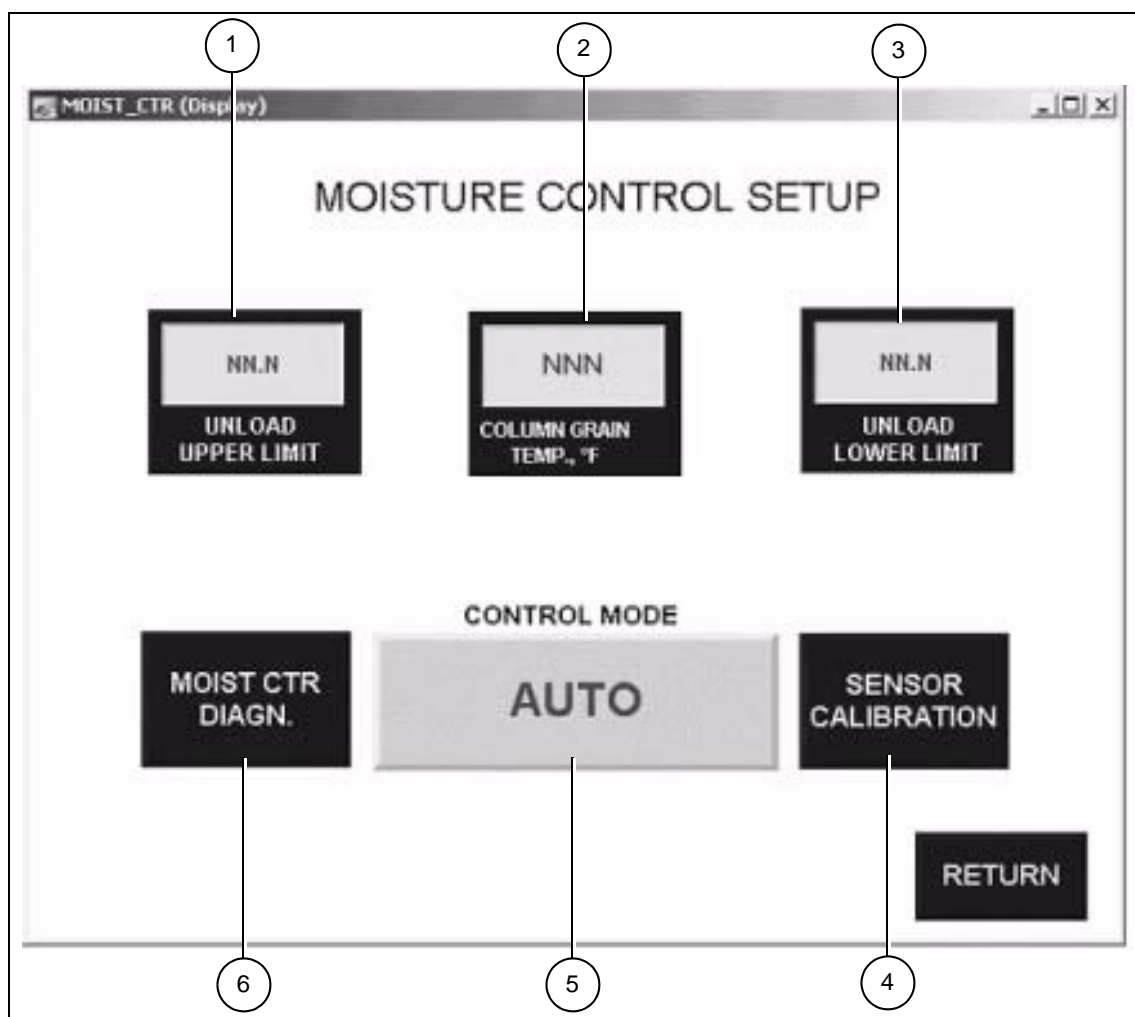 1 2 3
MOIST_CTR (Display)
MOISTURE CONTROL SETUP
NN.N
UNLOAD
UPPER LIMIT
NNN
COLUMN GRAIN
TEMP., °F
NN.N
UNLOAD
LOWER LIMIT
CONTROL MODE
MOIST CTR
DIAGN.
AUTO
SENSOR
CALIBRATION
RETURN
6 5 4